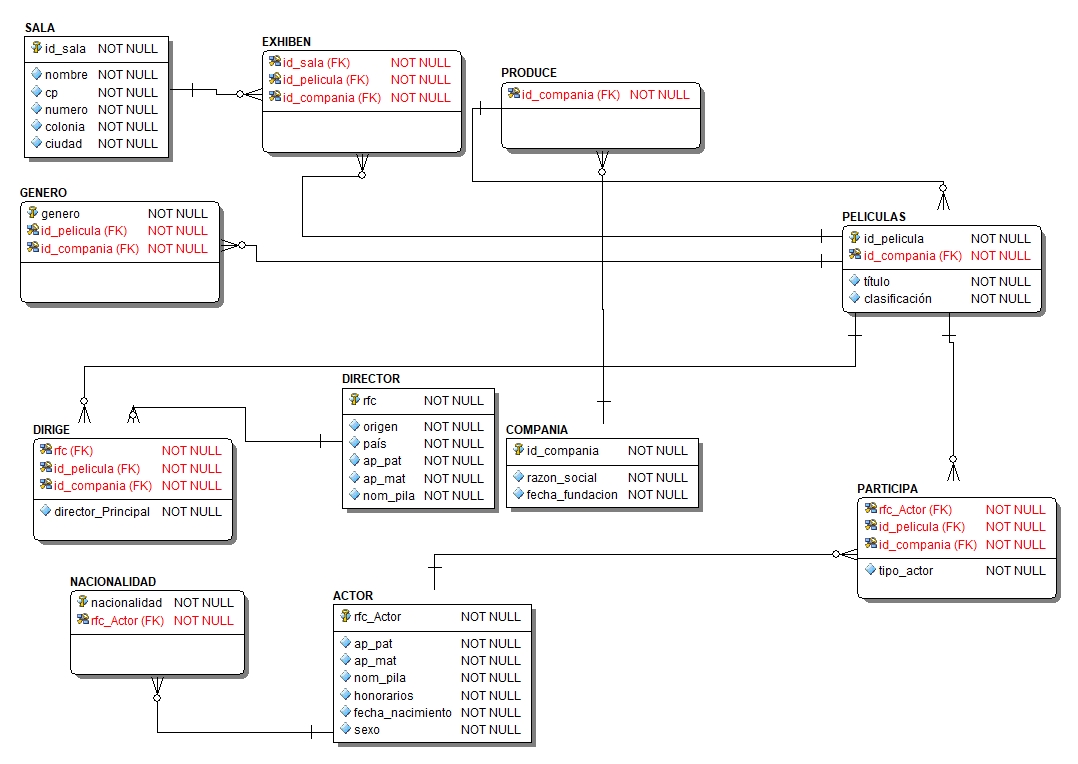 SALA
id_sala NOT NULL
nombre NOT NULL
cp NOT NULL
numero NOT NULL
colonia NOT NULL
ciudad NOT NULL
EXHIBEN
id_sala (FK) NOT NULL
id_pelicula (FK) NOT NULL
id_compania (FK) NOT NULL
PRODUCE
id_compania (FK) NOT NULL
GENERO
genero NOT NULL
id_pelicula (FK) NOT NULL
id_compania (FK) NOT NULL
PELICULAS
id_pelicula NOT NULL
id_compania (FK) NOT NULL
título NOT NULL
clasificación NOT NULL
DIRIGE
rfc (FK) NOT NULL
id_pelicula (FK) NOT NULL
id_compania (FK) NOT NULL
director_Principal NOT NULL
DIRECTOR
rfc NOT NULL
origen NOT NULL
país NOT NULL
ap_pat NOT NULL
ap_mat NOT NULL
nom_pila NOT NULL
COMPANIA
id_compania NOT NULL
razon_social NOT NULL
fecha_fundacion NOT NULL
PARTICIPA
rfc_Actor (FK) NOT NULL
id_pelicula (FK) NOT NULL
id_compania (FK) NOT NULL
tipo_actor NOT NULL
NACIONALIDAD
nacionalidad NOT NULL
rfc_Actor (FK) NOT NULL
ACTOR
rfc_Actor NOT NULL
ap_pat NOT NULL
ap_mat NOT NULL
nom_pila NOT NULL
honorarios NOT NULL
fecha_nacimiento NOT NULL
sexo NOT NULL